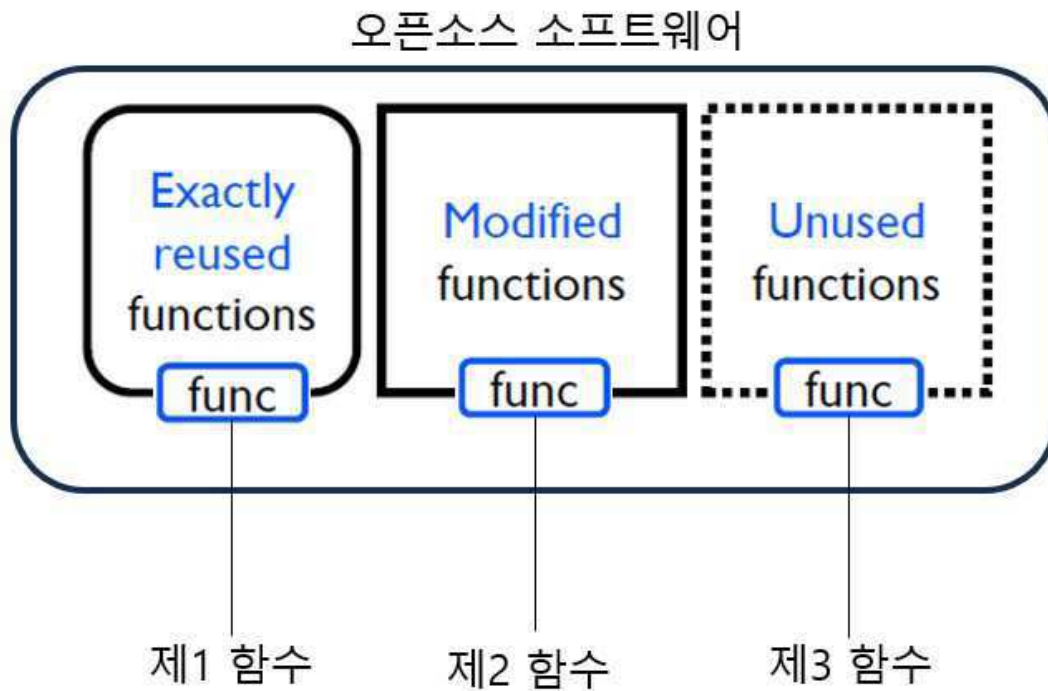 오픈소스 소프트웨어
Exactly
reused
functions
Modified
functions
Unused
functions
func
func
func
제1 함수
제2 함수
제3 함수